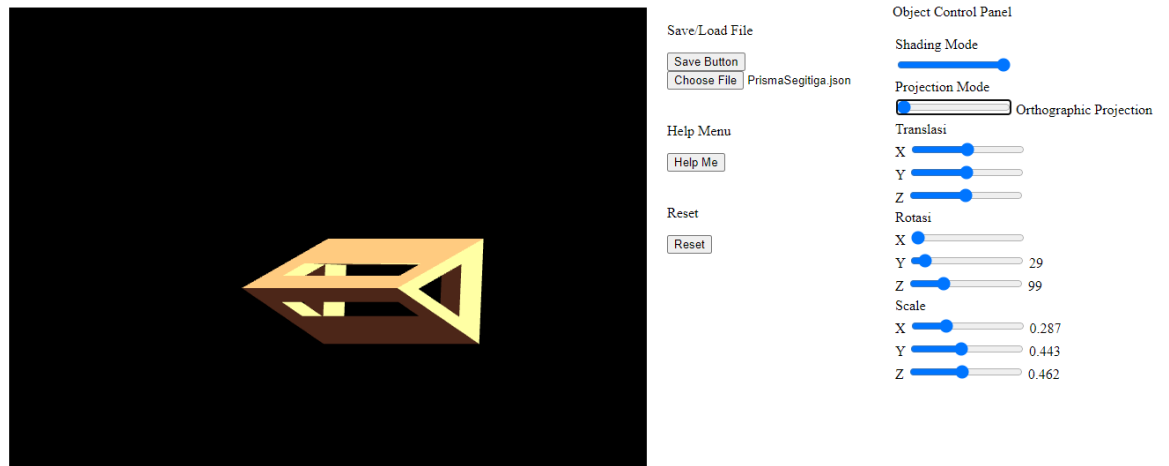 Save/Load File
Save Button
Choose File PrismaSegitiga.json
Help Menu
Help Me
Reset
Reset
Object Control Panel
Shading Mode
Projection Mode
Orthographic Projection
Translasi
X
Y
Z
Rotasi
X
Y 29
Z 99
Scale
X 0.287
Y 0.443
Z 0.462